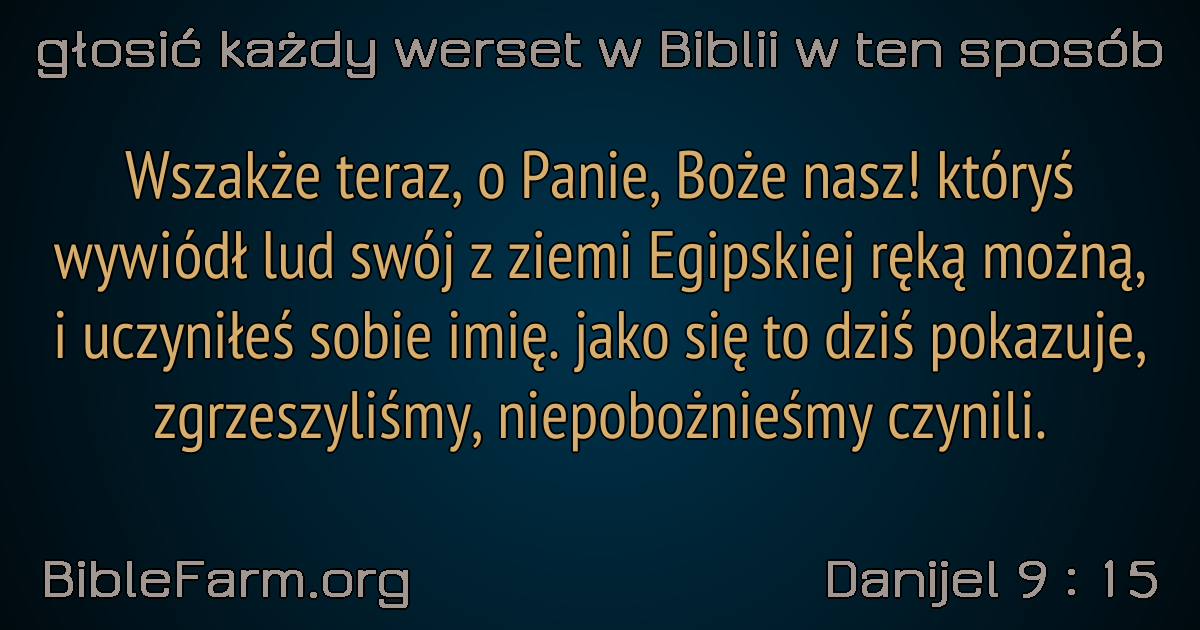 głosić każdy werset w Biblii w ten sposób
Wszakże teraz, o Panie, Boże nasz! któryś
wywiódł lud swój z ziemi Egipskiej ręką możną,
i uczyniłeś sobie imię. jako się to dziś pokazuje,
zgrzeszyliśmy, niepobożnieśmy czynili.
BibleFarm.org
Danijel 9 : 15